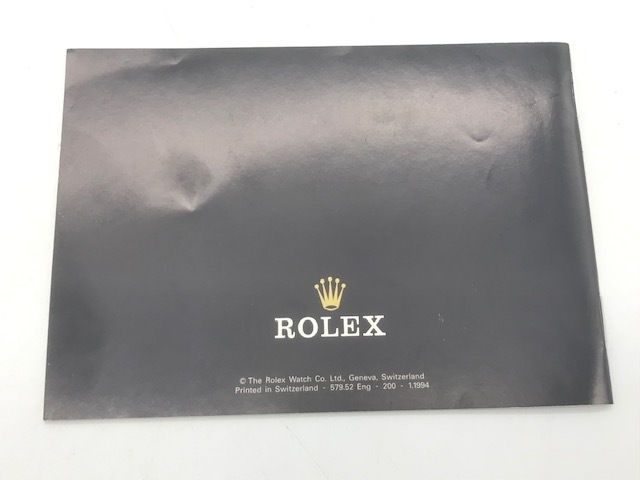 ROLEX
© The Rolex Watch Co. Ltd., Geneva, Switzerland
Printed in Switzerland - 579.52 Eng - 200 - 1.1994